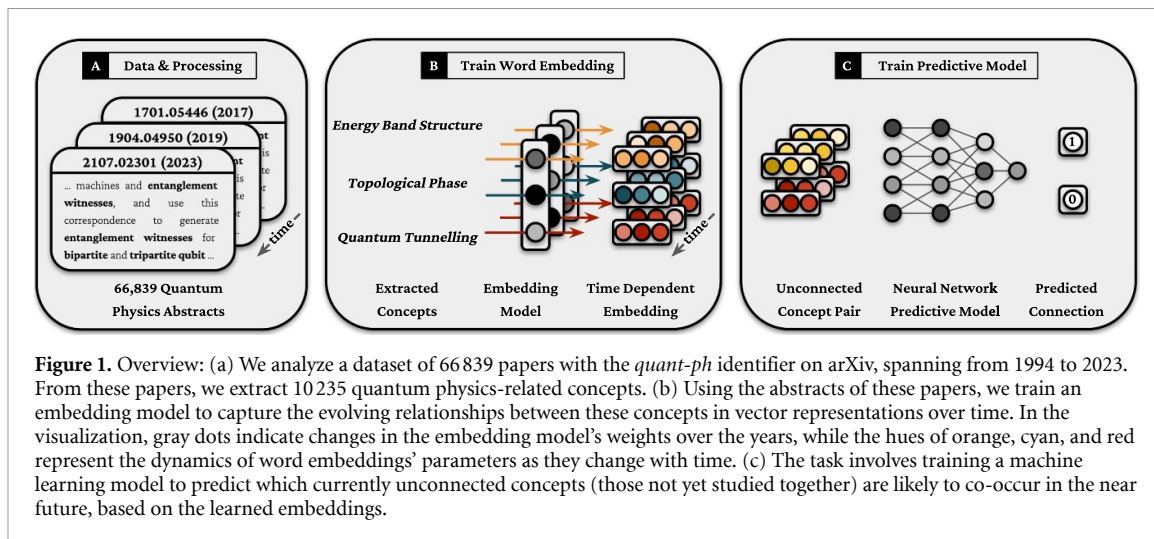 A Data & Processing
1701.05446 (2017)
1904.04950 (2019)
2107.02301 (2023)
... machines and entanglement
witnesses, and use this
correspondence to generate
entanglement witnesses for
bipartite and tripartite qubit ...
time
66,839 Quantum
Physics Abstracts
B Train Word Embedding
Energy Band Structure
Topological Phase
Quantum Tunnelling
time
Extracted
Concepts
Embedding
Model
Time Dependent
Embedding
C Train Predictive Model
1
0
Unconnected
Concept Pair
Neural Network
Predictive Model
Predicted
Connection
Figure 1. Overview: (a) We analyze a dataset of 66 839 papers with the quant-ph identifier on arXiv, spanning from 1994 to 2023.
From these papers, we extract 10 235 quantum physics-related concepts. (b) Using the abstracts of these papers, we train an
embedding model to capture the evolving relationships between these concepts in vector representations over time. In the
visualization, gray dots indicate changes in the embedding model's weights over the years, while the hues of orange, cyan, and red
represent the dynamics of word embeddings' parameters as they change with time. (c) The task involves training a machine
learning model to predict which currently unconnected concepts (those not yet studied together) are likely to co-occur in the near
future, based on the learned embeddings.